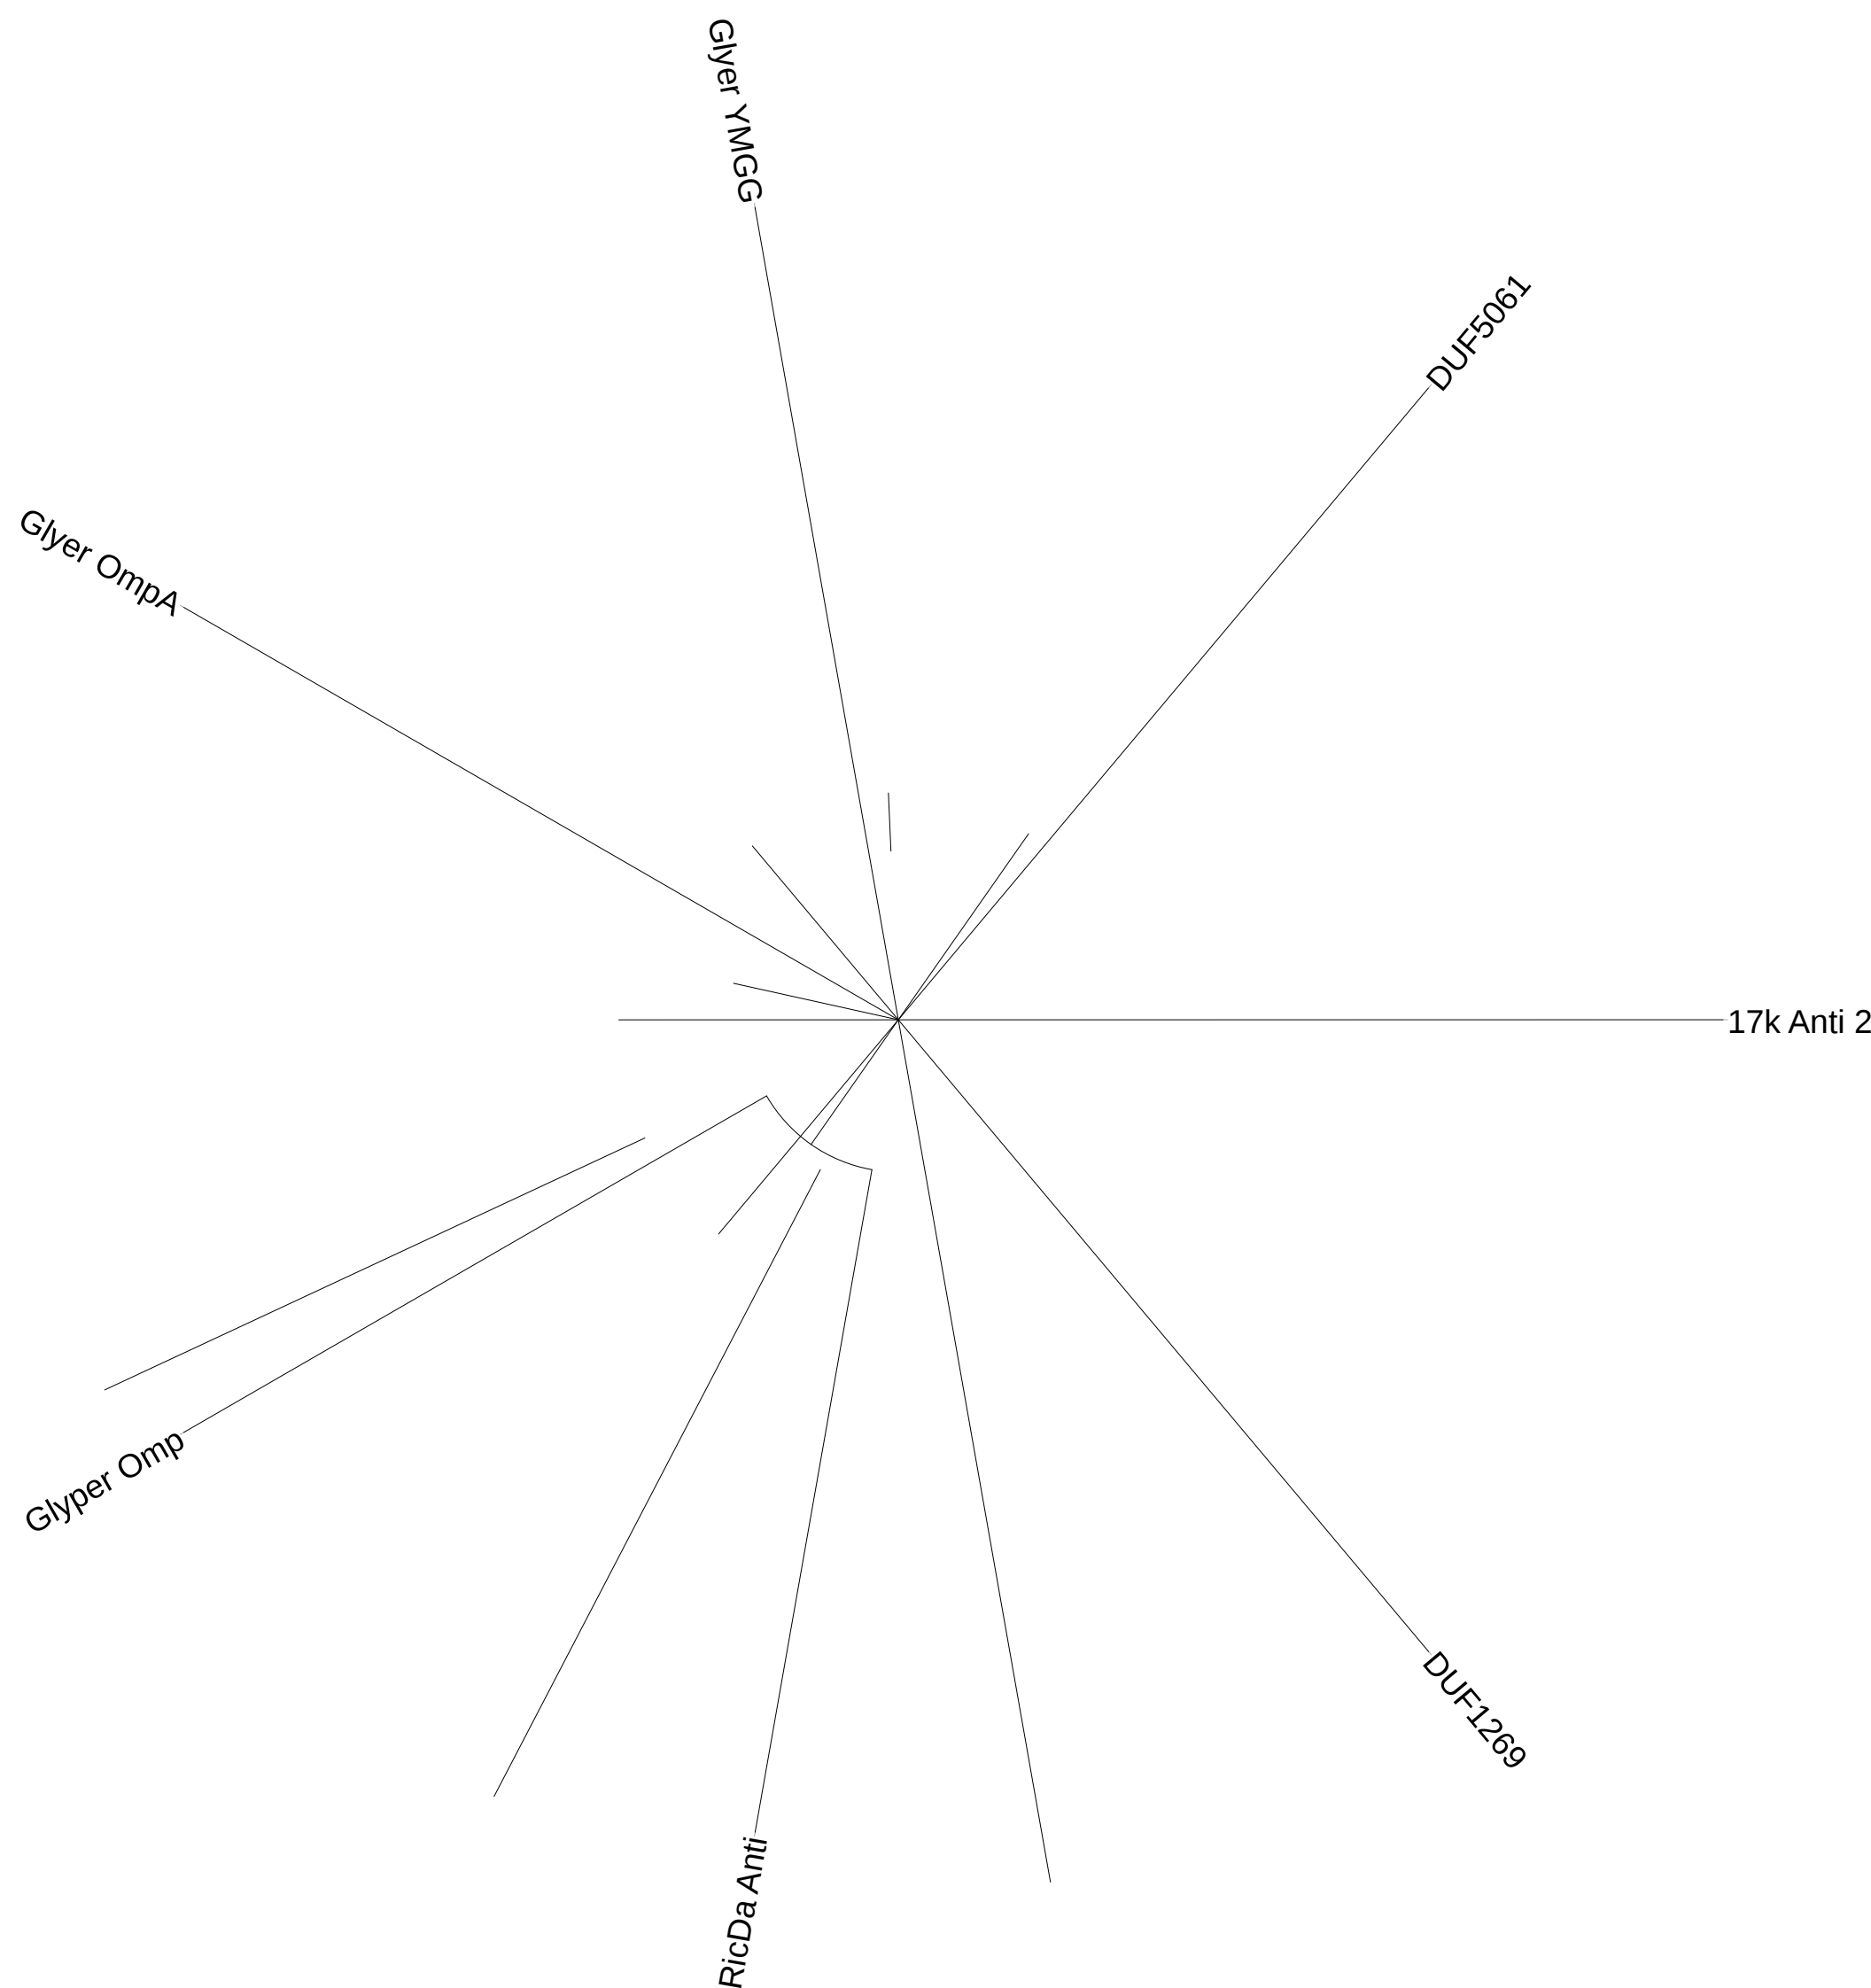 Glyer YMGG
DUF5061
Glyer OmpA
17k Anti 2
Glyper Omp
DUF1269
RicDa Anti